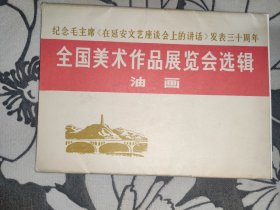 纪念毛主席《在延安文艺座谈会上的讲话》发表三十周年
全国美术作品展览会选辑
油画